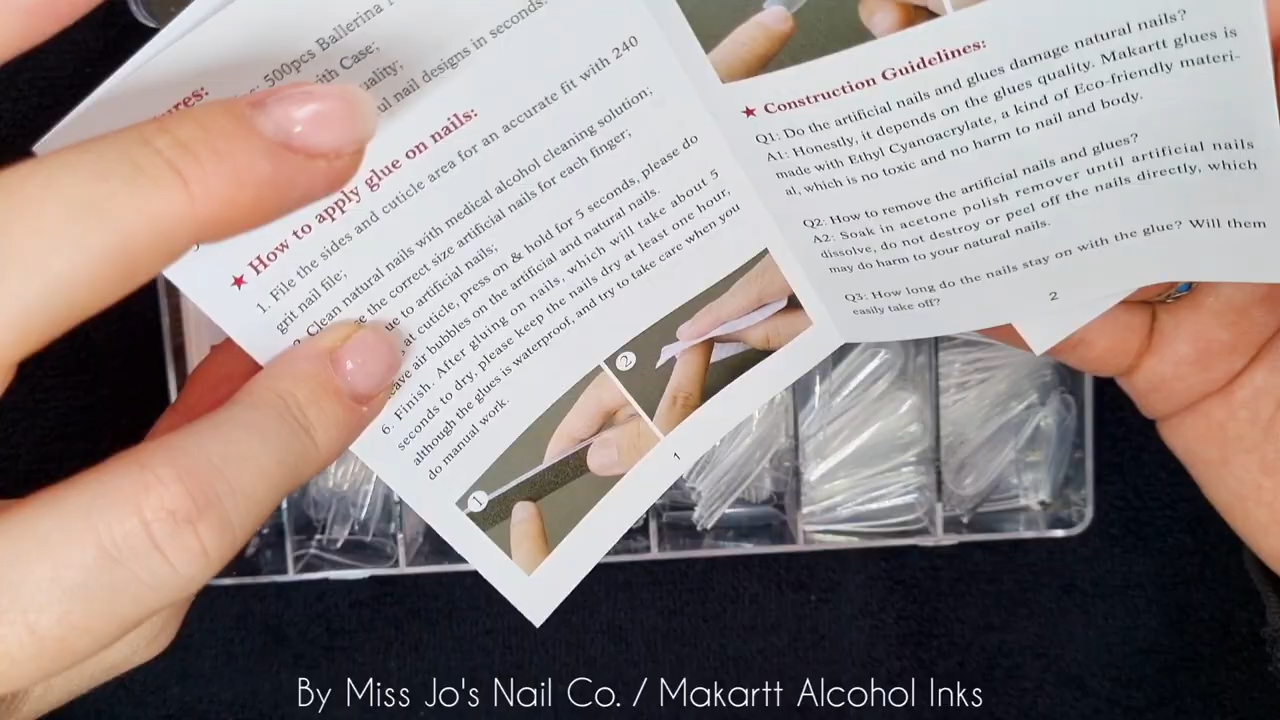 500pcs Ballerina
ith Case;
uality;
ures:
ul nail designs in seconds.
★ How to apply glue on nails:
1. File the sides and cuticle area for an accurate fit with 240
grit nail file;
Clean natural nails with medical alcohol cleaning solution;
e the correct size artificial nails for each finger;
ue to artificial nails;
at cuticle, press on & hold for 5 seconds, please do
eave air bubbles on the artificial and natural nails.
6. Finish. After gluing on nails, which will take about 5
seconds to dry, please keep the nails dry at least one hour,
although the glues is waterproof, and try to take care when you
do manual work.
1
2
1
★ Construction Guidelines:
Q1: Do the artificial nails and glues damage natural nails?
A1: Honestly, it depends on the glues quality. Makartt glues is
made with Ethyl Cyanoacrylate, a kind of Eco-friendly materi-
al, which is no toxic and no harm to nail and body.
Q2: How to remove the artificial nails and glues?
A2: Soak in acetone polish remover until artificial nails
dissolve, do not destroy or peel off the nails directly, which
may do harm to your natural nails.
Q3: How long do the nails stay on with the glue? Will them
easily take off?
2
By Miss Jo's Nail Co. / Makartt Alcohol Inks